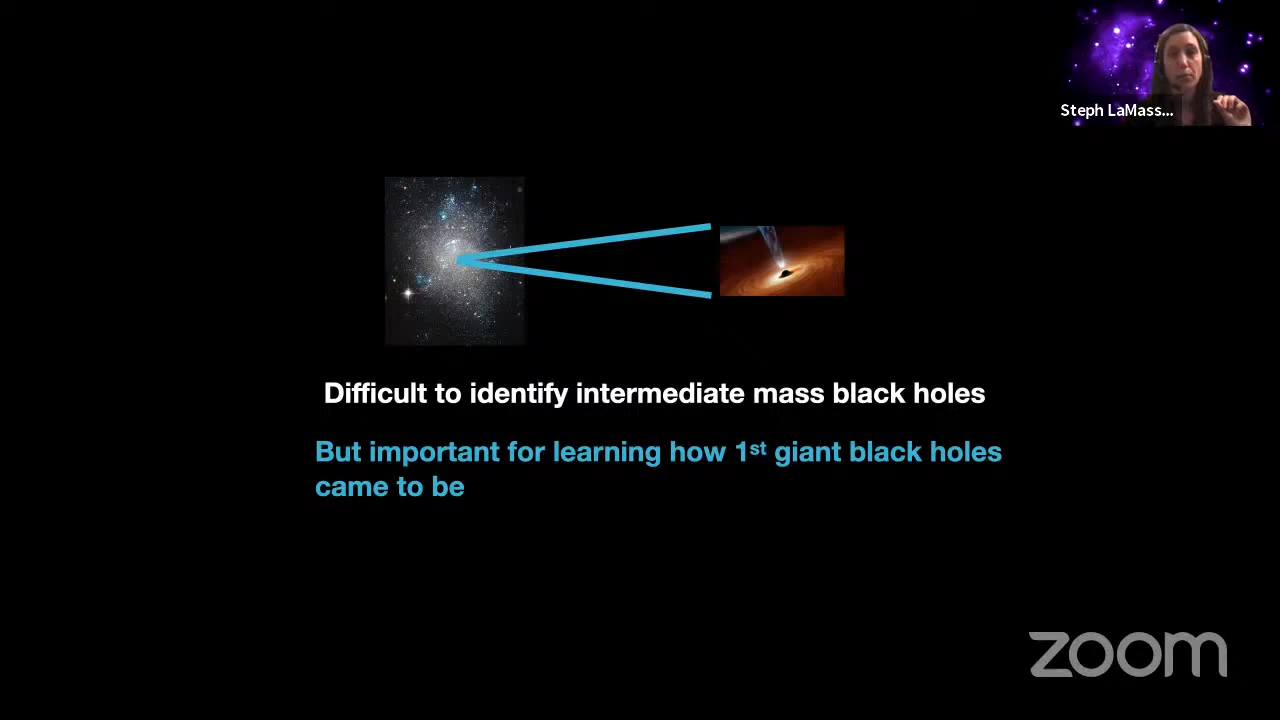 Steph LaMass...
Difficult to identify intermediate mass black holes
But important for learning how 1st giant black holes
came to be
zoom